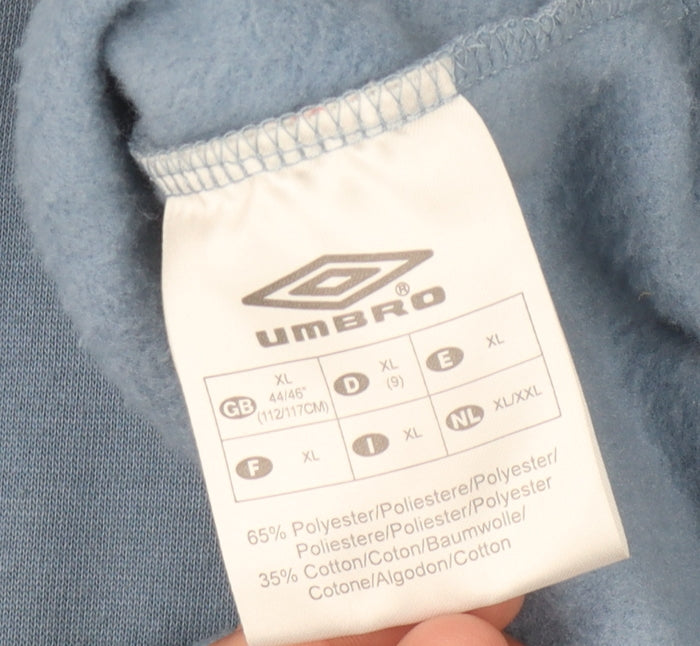 UMBRO®
GB XL 44/46" (112/117CM)
D XL (9)
E XL
F XL
I XL
NL XL/XXL
65% Polyester/Poliestere/Polyester/
Poliestere/Poliester/Polyester
35% Cotton/Coton/Baumwolle/
Cotone/Algodon/Cotton